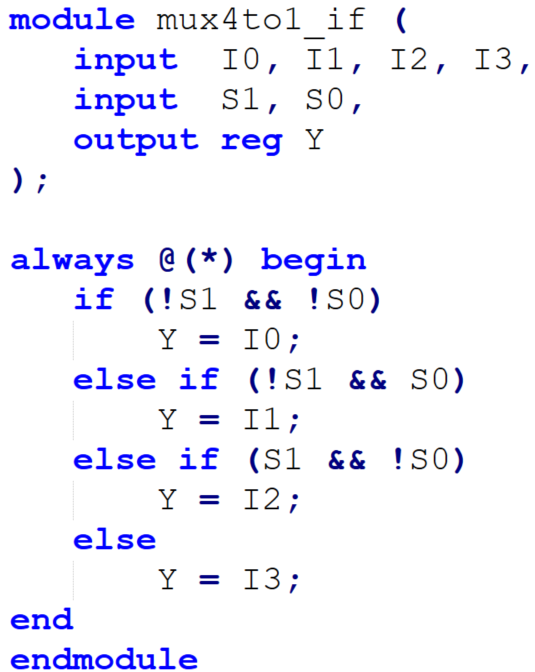 module mux4to1_if (
input I0, I1, I2, I3,
input S1, S0,
output reg Y
);
always @(*) begin
if (!S1 && !S0)
Y = I0;
else if (!S1 && S0)
Y = I1;
else if (S1 && !S0)
Y = I2;
else
Y = I3;
end
endmodule